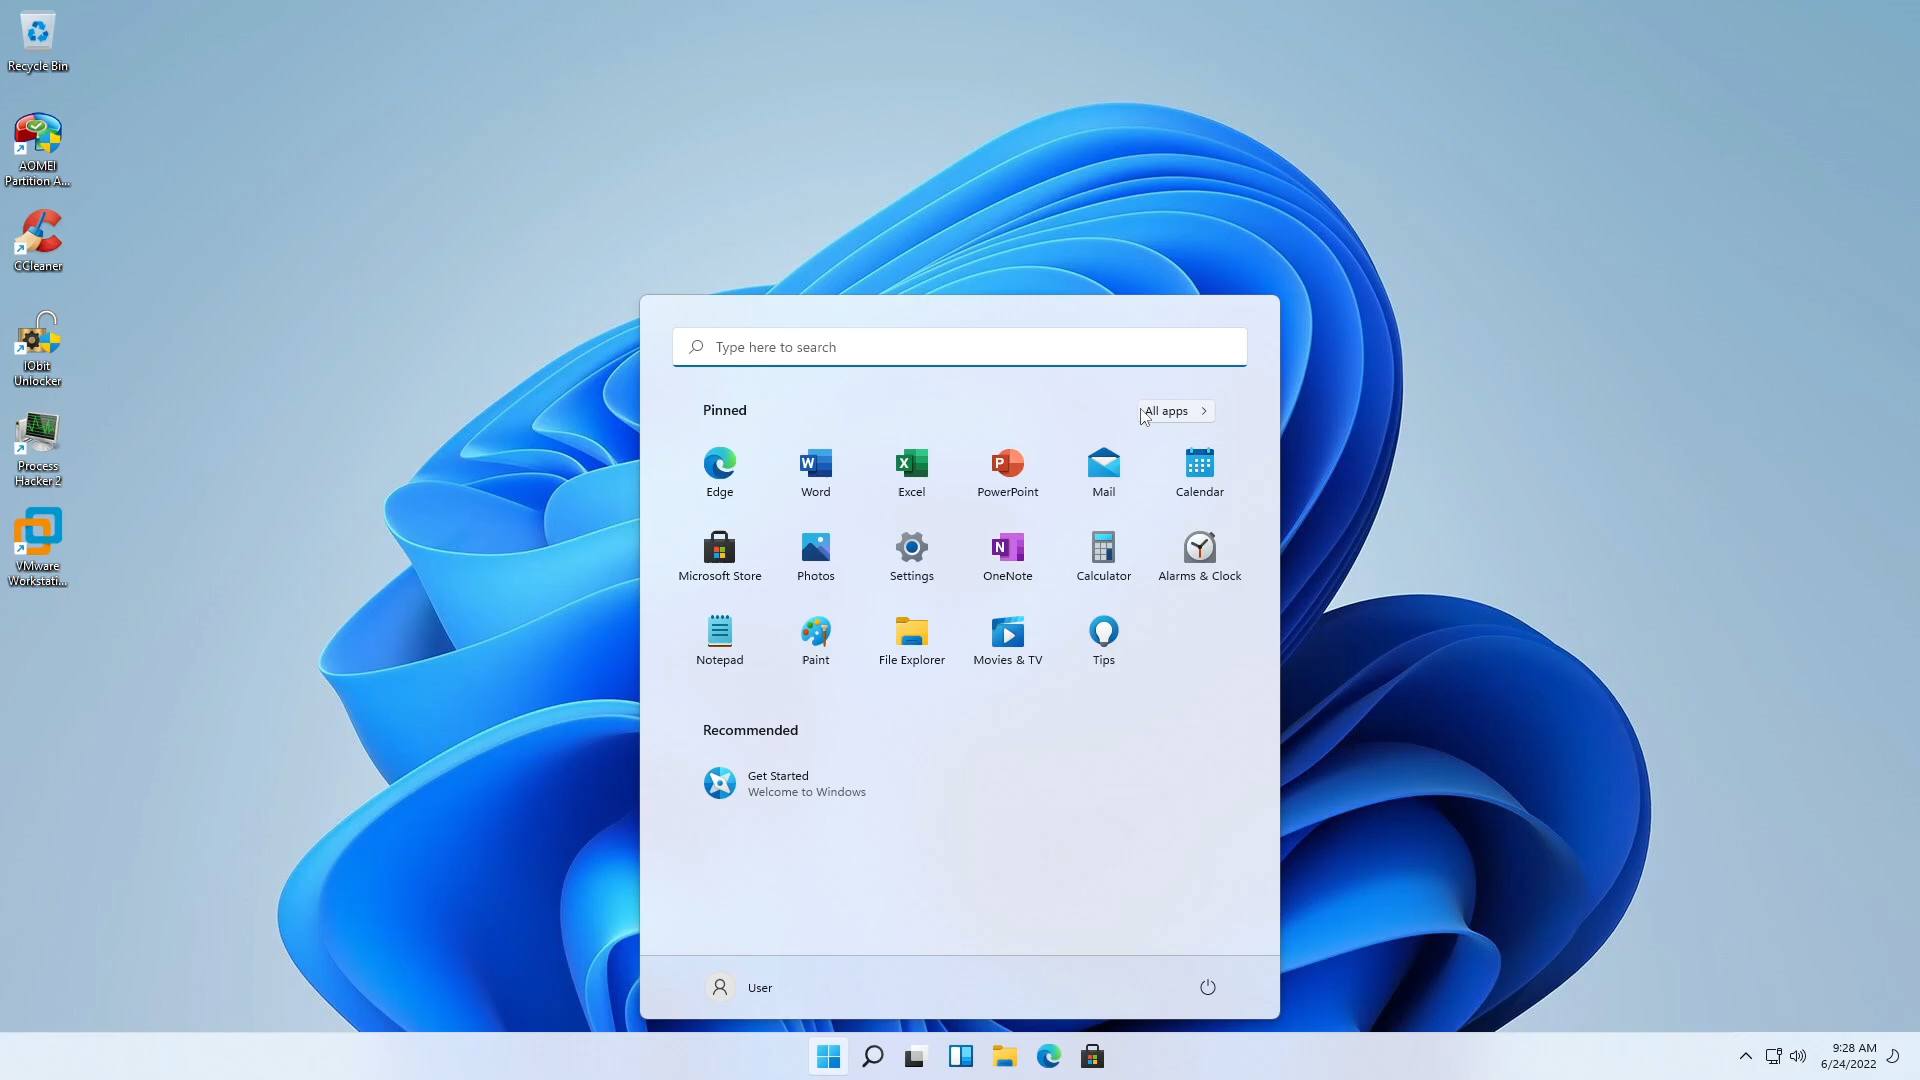 Recycle Bin
AOMEI
Partition A...
CCleaner
IObit
Unlocker
Process
Hacker 2
VMware
Workstati...
Type here to search
Pinned
All apps
Edge
Word
Excel
PowerPoint
Mail
Calendar
Microsoft Store
Photos
Settings
OneNote
Calculator
Alarms & Clock
Notepad
Paint
File Explorer
Movies & TV
Tips
Recommended
Get Started
Welcome to Windows
User
9:28 AM
6/24/2022